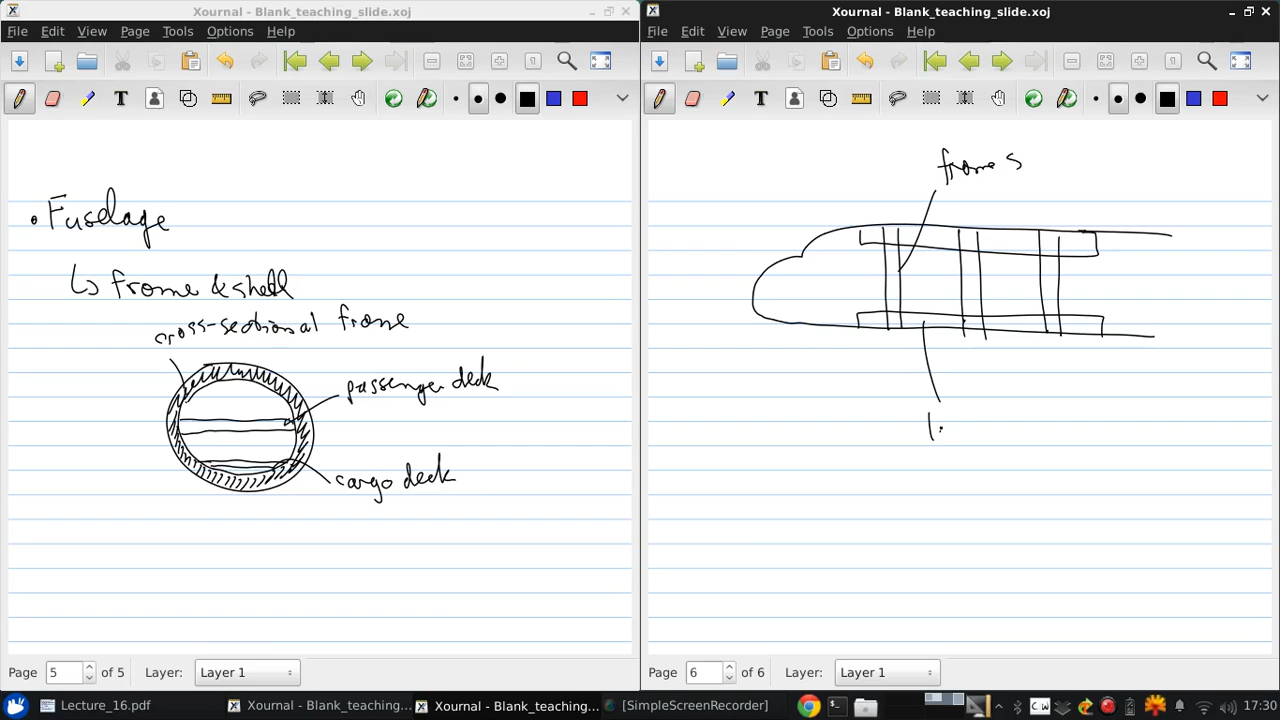 Xournal - Blank_teaching_slide.xoj
File Edit View Page Tools Options Help
• Fuselage
↳ frame & shell
cross-sectional frame
passenger deck
cargo deck
Page 5 of 5 Layer: Layer 1
Xournal - Blank_teaching_slide.xoj
File Edit View Page Tools Options Help
frames
Page 6 of 6 Layer: Layer 1
Lecture_16.pdf Xournal - Blank_teaching... Xournal - Blank_teaching... [SimpleScreenRecorder] 17:30